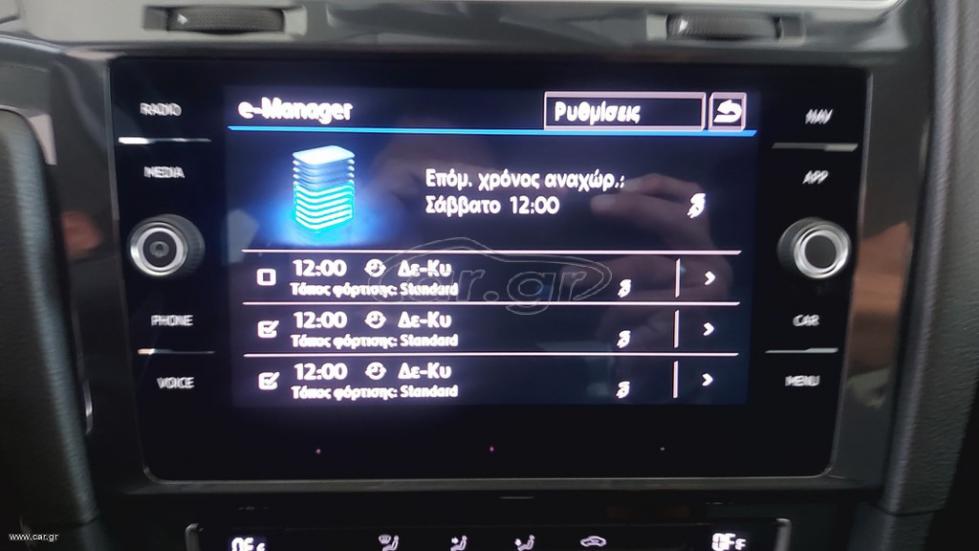 RADIO
MEDIA
PHONE
VOICE
NAV
APP
CAR
MENU
e-Manager
Ρυθμίσεις
Επόμ. χρόνος αναχώρ.:
Σάββατο 12:00
12:00 Δε-Κυ
Τόπος φόρτισης: Standard
12:00 Δε-Κυ
Τόπος φόρτισης: Standard
12:00 Δε-Κυ
Τόπος φόρτισης: Standard
car.gr
www.car.gr